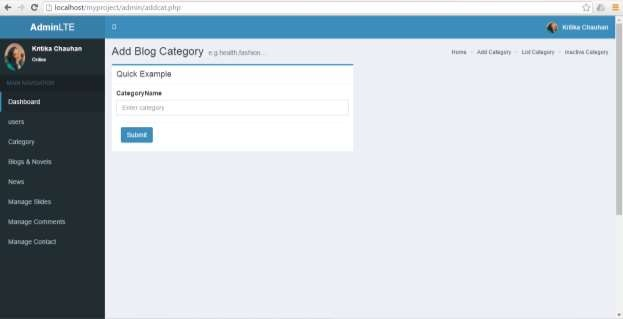 localhost/myproject/admin/addcat.php
AdminLTE
Kritika Chauhan
Kritika Chauhan
Online
MAIN NAVIGATION
Dashboard
users
Category
Blogs & Novels
News
Manage Slides
Manage Comments
Manage Contact
Add Blog Category e.g.health,fashion...
Home - Add Category - List Category - Inactive Category
Quick Example
CategoryName
Enter category
Submit